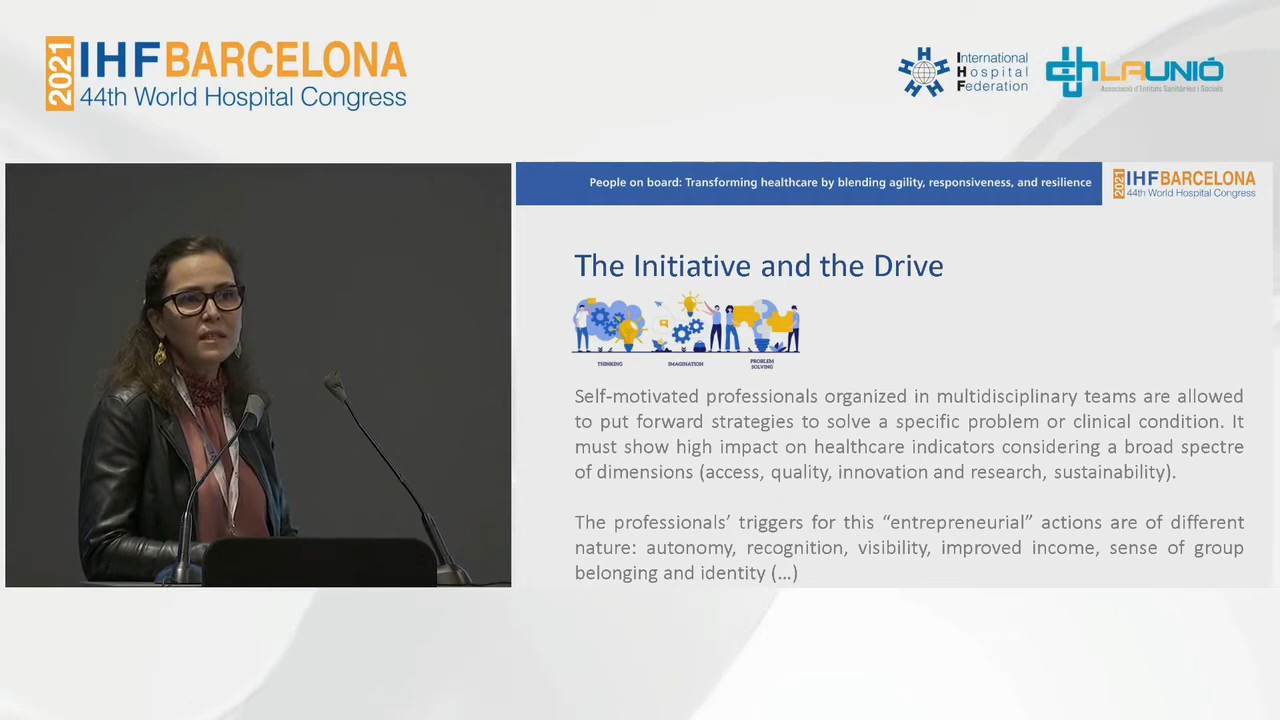 2021 IHF BARCELONA
44th World Hospital Congress
International
Hospital
Federation
LAUNIÓ
Associació d'Entitats Sanitàries i Socials
People on board: Transforming healthcare by blending agility, responsiveness, and resilience
2021 IHF BARCELONA
44th World Hospital Congress
The Initiative and the Drive
THINKING
IMAGINATION
PROBLEM
SOLVING
Self-motivated professionals organized in multidisciplinary teams are allowed
to put forward strategies to solve a specific problem or clinical condition. It
must show high impact on healthcare indicators considering a broad spectre
of dimensions (access, quality, innovation and research, sustainability).
The professionals' triggers for this “entrepreneurial” actions are of different
nature: autonomy, recognition, visibility, improved income, sense of group
belonging and identity (...)